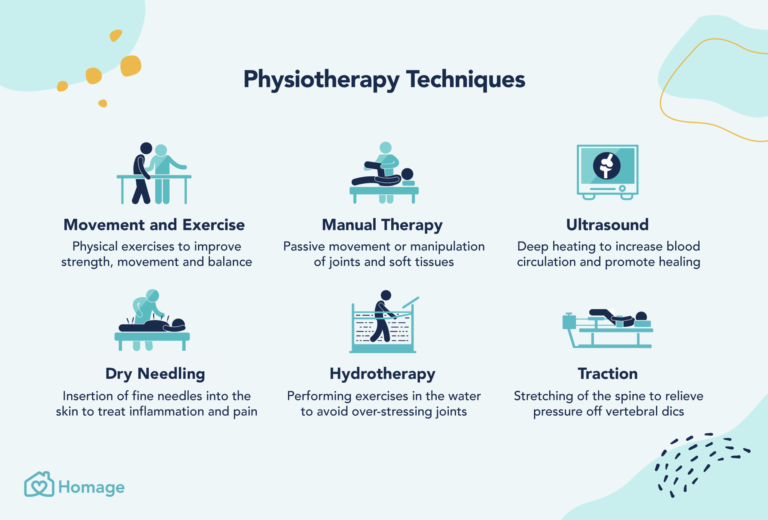 Physiotherapy Techniques
Movement and Exercise
Physical exercises to improve
strength, movement and balance
Manual Therapy
Passive movement or manipulation
of joints and soft tissues
Ultrasound
Deep heating to increase blood
circulation and promote healing
Dry Needling
Insertion of fine needles into the
skin to treat inflammation and pain
Hydrotherapy
Performing exercises in the water
to avoid over-stressing joints
Traction
Stretching of the spine to relieve
pressure off vertebral dics
Homage